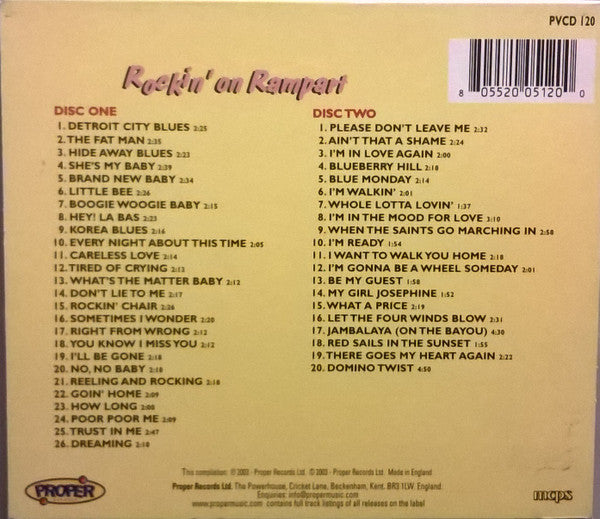 PVCD 120
8 05520 05120 0
Rockin' on Rampart
DISC ONE
1. DETROIT CITY BLUES 2:25
2. THE FAT MAN 2:35
3. HIDE AWAY BLUES 2:23
4. SHE'S MY BABY 2:39
5. BRAND NEW BABY 2:34
6. LITTLE BEE 2:26
7. BOOGIE WOOGIE BABY 2:15
8. HEY! LA BAS 2:23
9. KOREA BLUES 2:16
10. EVERY NIGHT ABOUT THIS TIME 2:05
11. CARELESS LOVE 2:14
12. TIRED OF CRYING 2:13
13. WHAT'S THE MATTER BABY 2:12
14. DON'T LIE TO ME 2:17
15. ROCKIN' CHAIR 2:26
16. SOMETIMES I WONDER 2:20
17. RIGHT FROM WRONG 2:12
18. YOU KNOW I MISS YOU 2:12
19. I'LL BE GONE 2:18
20. NO, NO BABY 2:10
21. REELING AND ROCKING 2:10
22. GOIN' HOME 2:09
23. HOW LONG 2:00
24. POOR POOR ME 2:09
25. TRUST IN ME 2:47
26. DREAMING 2:10
DISC TWO
1. PLEASE DON'T LEAVE ME 2:32
2. AIN'T THAT A SHAME 2:24
3. I'M IN LOVE AGAIN 2:00
4. BLUEBERRY HILL 2:18
5. BLUE MONDAY 2:14
6. I'M WALKIN' 2:01
7. WHOLE LOTTA LOVIN' 1:37
8. I'M IN THE MOOD FOR LOVE 3:10
9. WHEN THE SAINTS GO MARCHING IN 2:50
10. I'M READY 1:54
11. I WANT TO WALK YOU HOME 2:18
12. I'M GONNA BE A WHEEL SOMEDAY 2:01
13. BE MY GUEST 1:58
14. MY GIRL JOSEPHINE 1:52
15. WHAT A PRICE 2:19
16. LET THE FOUR WINDS BLOW 2:31
17. JAMBALAYA (ON THE BAYOU) 4:30
18. RED SAILS IN THE SUNSET 1:55
19. THERE GOES MY HEART AGAIN 2:22
20. DOMINO TWIST 4:50
This compilation: ℗ 2003 - Proper Records Ltd. © 2003 - Proper Records Ltd. Made in England
Proper Records Ltd. The Powerhouse, Cricket Lane, Beckenham, Kent. BR3 1LW. England
Enquiries: info@propermusic.com
www.propermusic.com contains full track listings of all releases on the label
PROPER
mcps